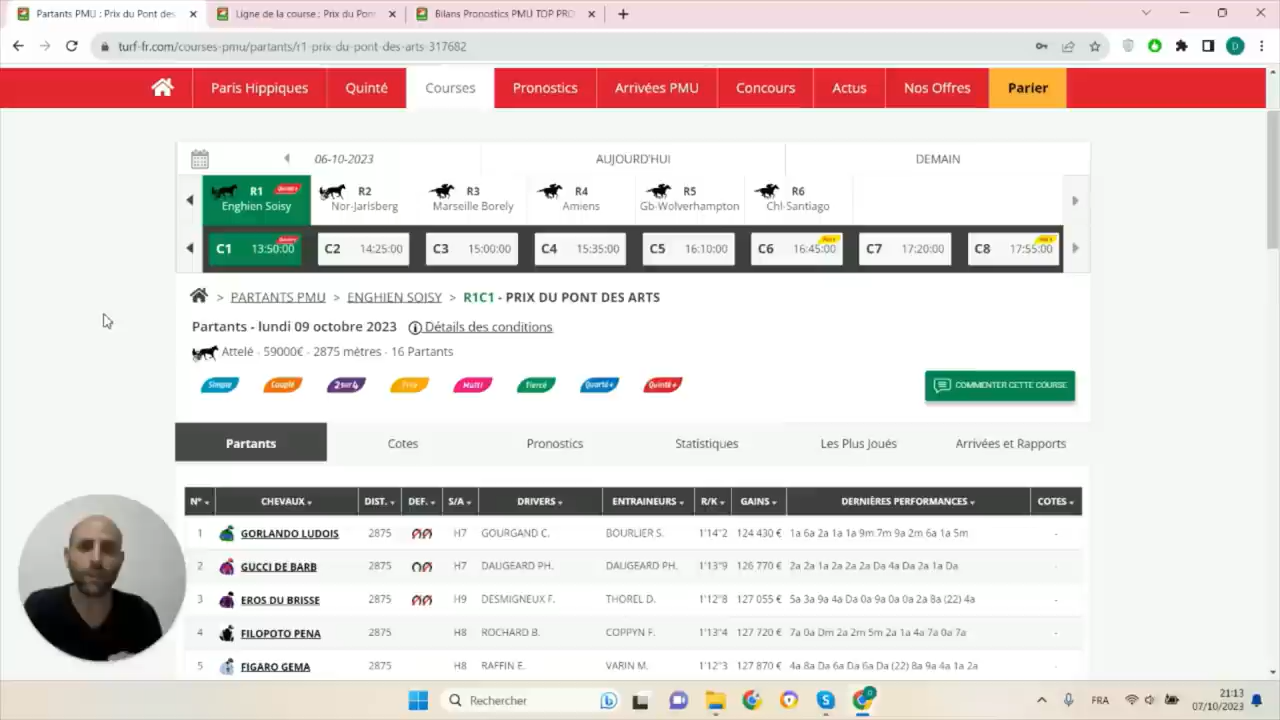 Partants PMU : Prix du Pont des
Ligne de la course : Prix du Pon
Bilans Pronostics PMU TOP PRO
turf-fr.com/courses-pmu/partants/r1-prix-du-pont-des-arts-317682
D
Paris Hippiques Quinté Courses Pronostics Arrivées PMU Concours Actus Nos Offres Parier
06-10-2023 AUJOURD'HUI DEMAIN
R1 Quinté+ R2 R3 R4 R5 R6
Enghien Soisy Nor-Jarlsberg Marseille Borely Amiens Gb-Wolverhampton Chl-Santiago
C1 13:50:00 C2 14:25:00 C3 15:00:00 C4 15:35:00 C5 16:10:00 C6 16:45:00 C7 17:20:00 C8 17:55:00
> PARTANTS PMU > ENGHIEN SOISY > R1C1 - PRIX DU PONT DES ARTS
Partants - lundi 09 octobre 2023 Détails des conditions
Attelé - 59000€ - 2875 mètres - 16 Partants
Simple Couplé 2sur4 Pick5 Multi Tiercé Quarté+ Quinté+
COMMENTER CETTE COURSE
Partants Cotes Pronostics Statistiques Les Plus Joués Arrivées et Rapports
N° CHEVAUX DIST. DEF. S/A DRIVERS ENTRAINEURS R/K GAINS DERNIÈRES PERFORMANCES COTES
1 GORLANDO LUDOIS 2875 H7 GOURGAND C. BOURLIER S. 1'14"2 124 430 € 1a 6a 2a 1a 1a 9m 7m 9a 2m 6a 1a 5m -
2 GUCCI DE BARB 2875 H7 DAUGEARD PH. DAUGEARD PH. 1'13"9 126 770 € 2a 2a 1a 2a 2a 2a Da 4a Da 2a 1a Da -
3 EROS DU BRISSE 2875 H9 DESMIGNEUX F. THOREL D. 1'12"8 127 055 € 5a 3a 9a 4a Da 0a 9a 0a 0a 2a 8a (22) 4a -
4 FILOPOTO PENA 2875 H8 ROCHARD B. COPPYN F. 1'13"4 127 720 € 7a 0a Dm 2a 2m 5m 2a 1a 4a 7a 0a 7a -
5 FIGARO GEMA 2875 H8 RAFFIN E. VARIN M. 1'12"3 127 870 € 4a 8a Da 6a Da 6a Da (22) 8a 9a 4a 1a 2a -
Rechercher
FRA
21:13
07/10/2023